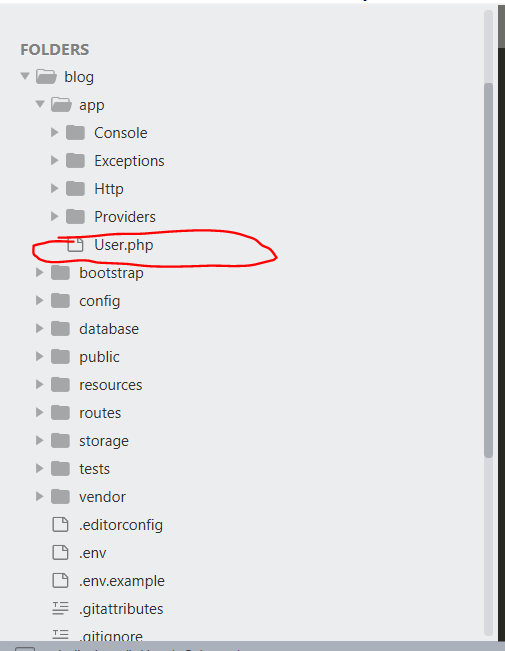 FOLDERS
blog
app
Console
Exceptions
Http
Providers
User.php
bootstrap
config
database
public
resources
routes
storage
tests
vendor
.editorconfig
.env
.env.example
.gitattributes
.gitignore